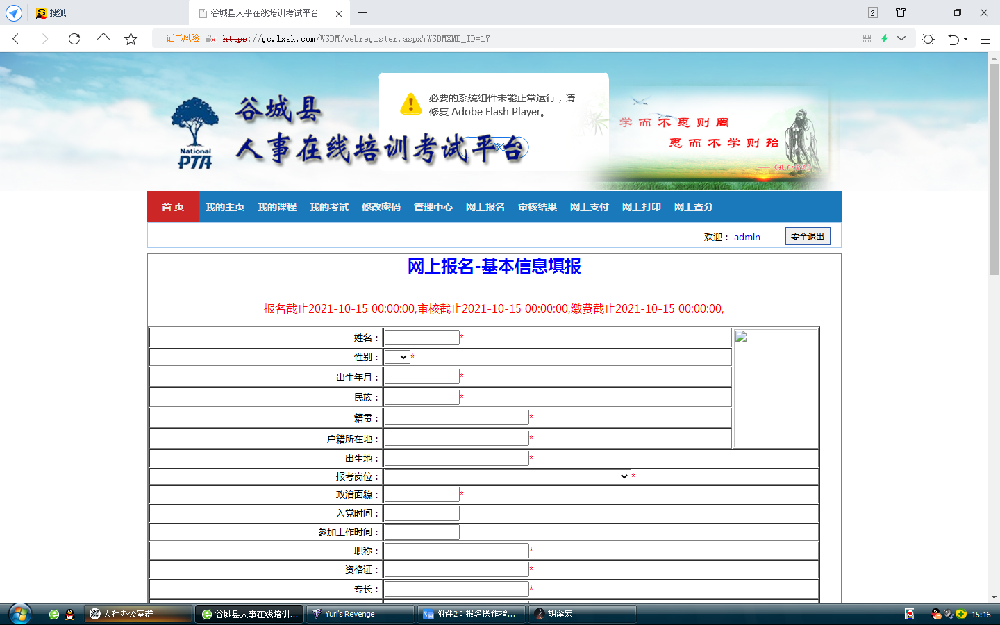 搜狐
谷城县人事在线培训考试平台
2
证书风险 https://gc.lxsk.com/WSBM/webregister.aspx?WSBMXMB_ID=17
必要的系统组件未能正常运行，请
修复 Adobe Flash Player。
谷城县
人事在线培训考试平台
National
PTA
学而不思则罔
思而不学则殆
首 页 我的主页 我的课程 我的考试 修改密码 管理中心 网上报名 审核结果 网上支付 网上打印 网上查分
欢迎： admin 安全退出
网上报名-基本信息填报
报名截止2021-10-15 00:00:00,审核截止2021-10-15 00:00:00,缴费截止2021-10-15 00:00:00,
姓名： *
性别： *
出生年月： *
民族： *
籍贯： *
户籍所在地： *
出生地： *
报考岗位： *
政治面貌： *
入党时间：
参加工作时间：
职称： *
资格证： *
专长： *
人社办公室群 谷城县人事在线培训... Yuri's Revenge 附件2：报名操作指... 胡泽宏 15:16